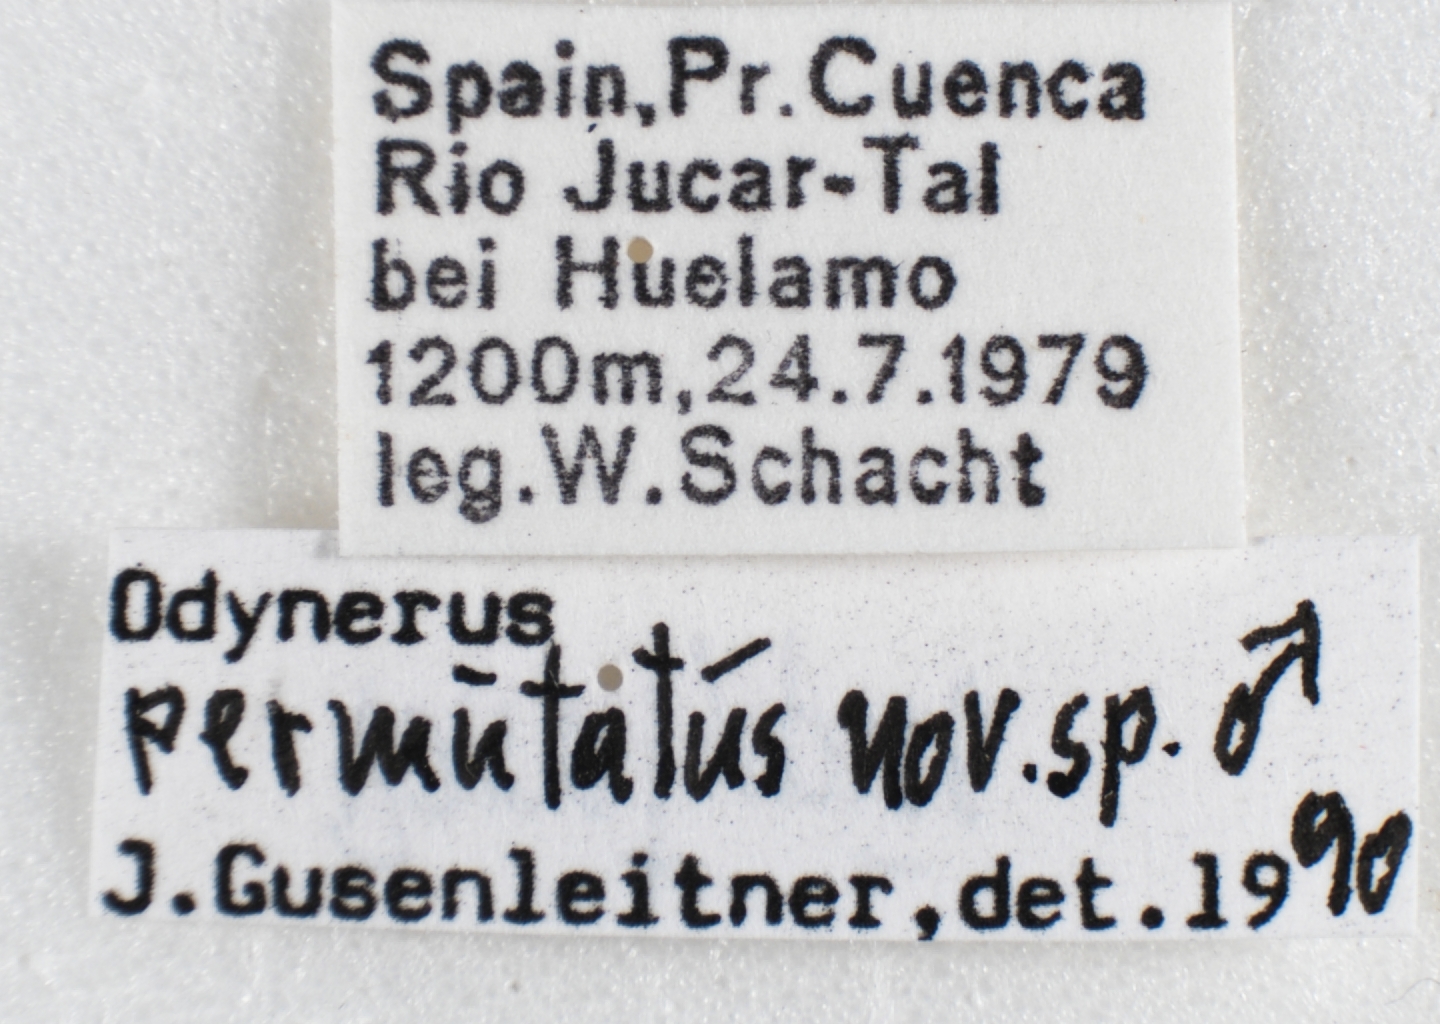 Spain,Pr.Cuenca
Rio Jucar-Tal
bei Huelamo
1200m,24.7.1979
leg.W.Schacht
Odynerus
permutatus nov.sp. ♂
J.Gusenleitner,det.1990